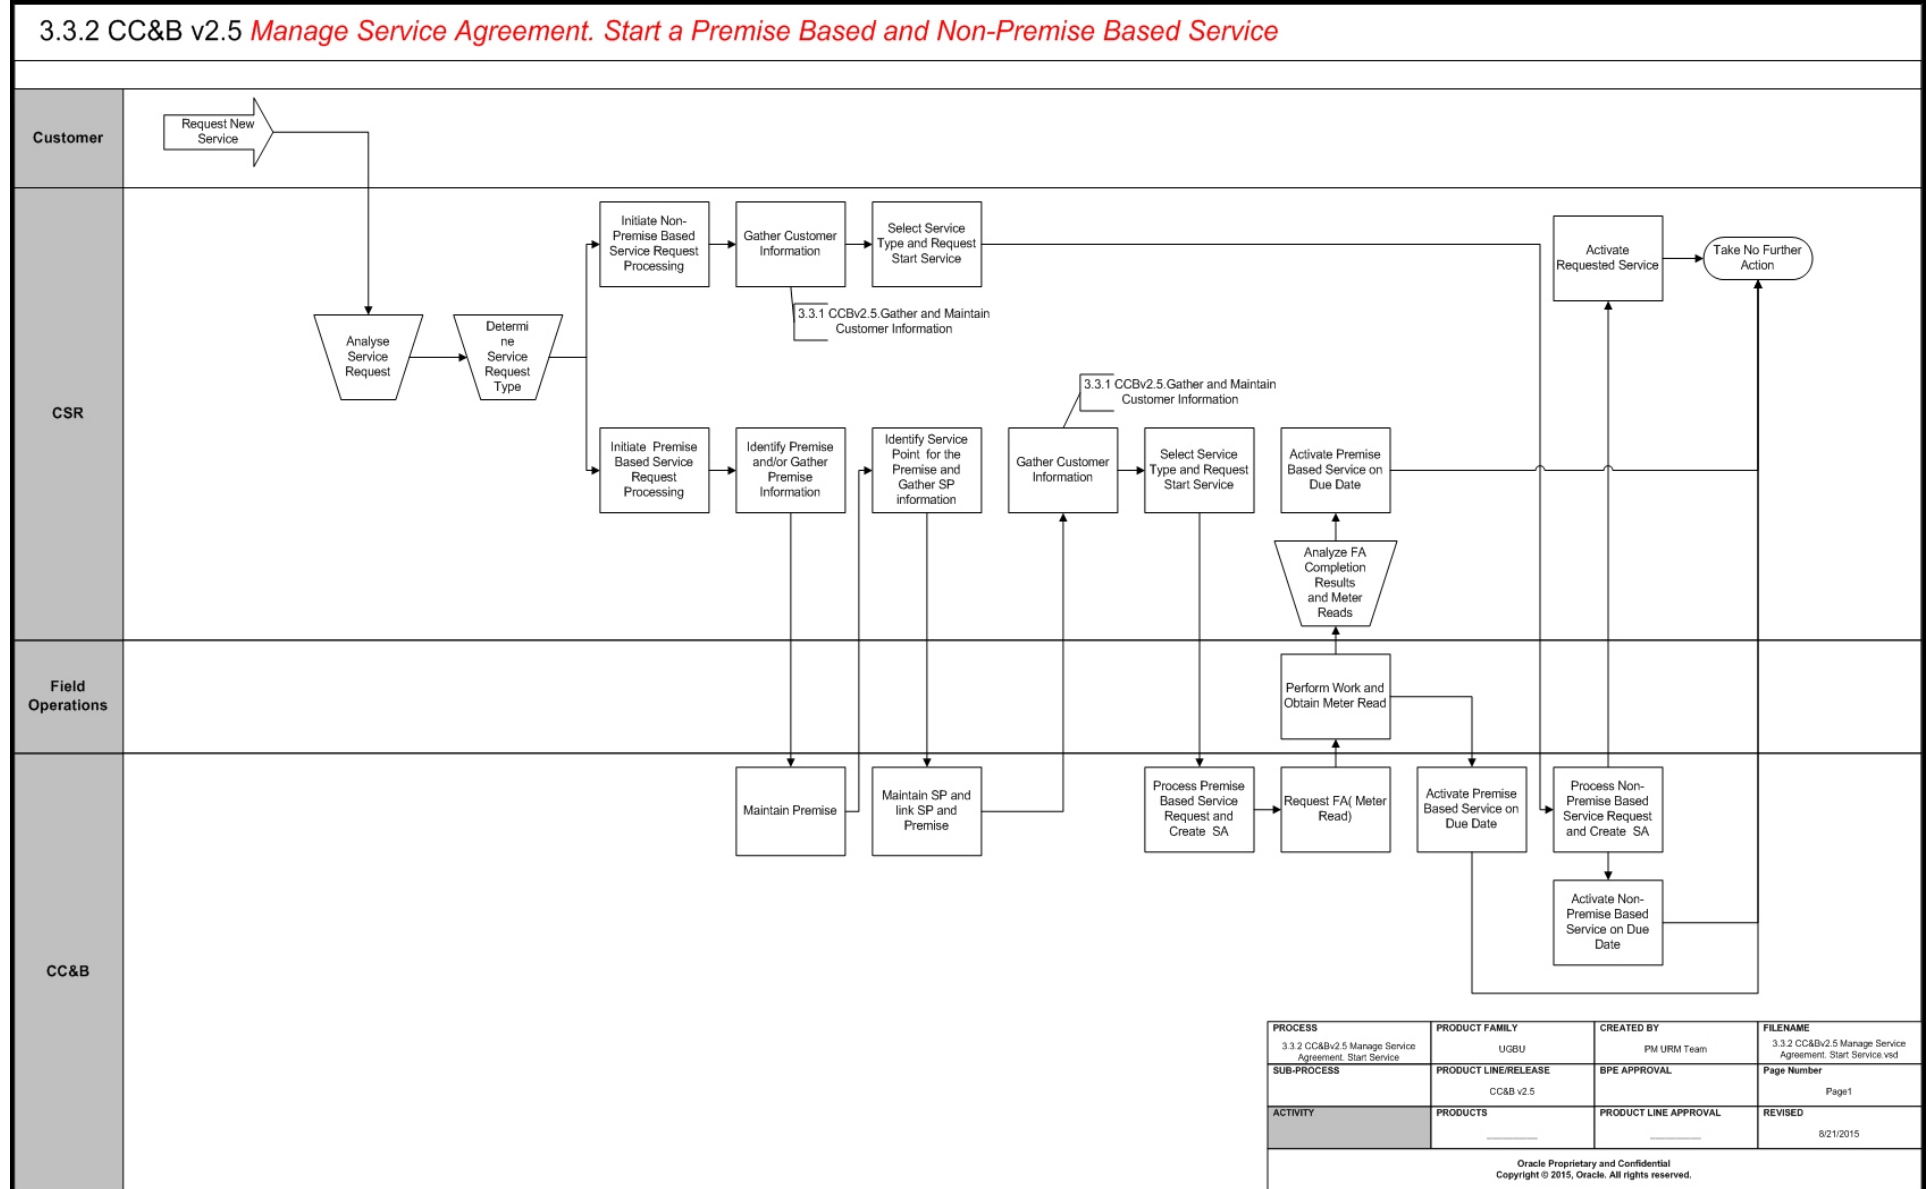 3.3.2 CC&B v2.5 Manage Service Agreement. Start a Premise Based and Non-Premise Based Service
Customer
Request New
Service
CSR
Initiate Non-
Premise Based
Service Request
Processing
Gather Customer
Information
Select Service
Type and Request
Start Service
Activate
Requested Service
Take No Further
Action
3.3.1 CCBv2.5.Gather and Maintain
Customer Information
Analyse
Service
Request
Determi
ne
Service
Request
Type
3.3.1 CCBv2.5.Gather and Maintain
Customer Information
Initiate Premise
Based Service
Request
Processing
Identify Premise
and/or Gather
Premise
Information
Identify Service
Point for the
Premise and
Gather SP
information
Gather Customer
Information
Select Service
Type and Request
Start Service
Activate Premise
Based Service on
Due Date
Analyze FA
Completion
Results
and Meter
Reads
Field
Operations
Perform Work and
Obtain Meter Read
CC&B
Maintain Premise
Maintain SP and
link SP and
Premise
Process Premise
Based Service
Request and
Create SA
Request FA( Meter
Read)
Activate Premise
Based Service on
Due Date
Process Non-
Premise Based
Service Request
and Create SA
Activate Non-
Premise Based
Service on Due
Date
PROCESS
3.3.2 CC&Bv2.5 Manage Service
Agreement. Start Service
PRODUCT FAMILY
UGBU
CREATED BY
PM URM Team
FILENAME
3.3.2 CC&Bv2.5 Manage Service
Agreement. Start Service.vsd
SUB-PROCESS
PRODUCT LINE/RELEASE
CC&B v2.5
BPE APPROVAL
Page Number
Page1
ACTIVITY
PRODUCTS
PRODUCT LINE APPROVAL
REVISED
8/21/2015
Oracle Proprietary and Confidential
Copyright © 2015, Oracle. All rights reserved.